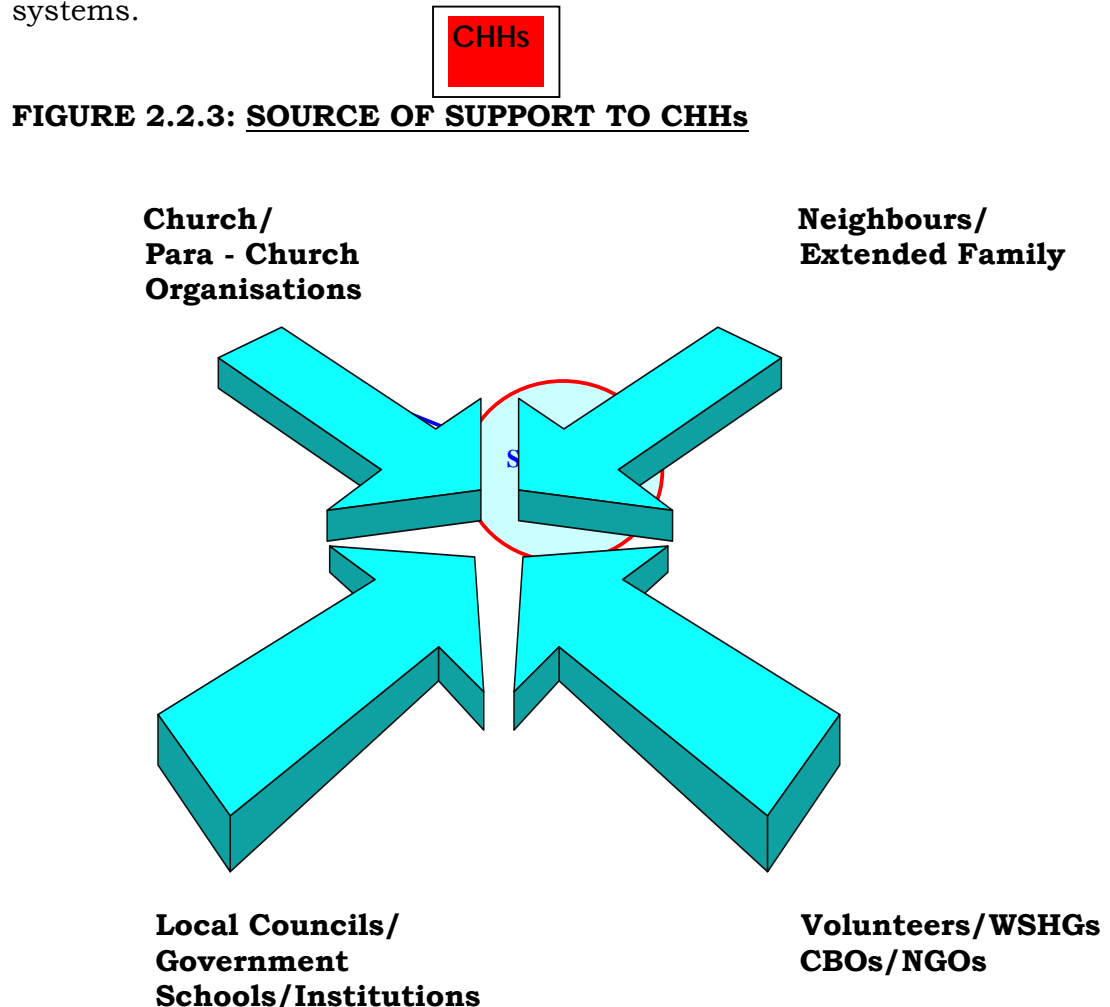 systems.
CHHs
FIGURE 2.2.3: SOURCE OF SUPPORT TO CHHs
Church/
Para - Church
Organisations
Neighbours/
Extended Family
Local Councils/
Government
Schools/Institutions
Volunteers/WSHGs
CBOs/NGOs